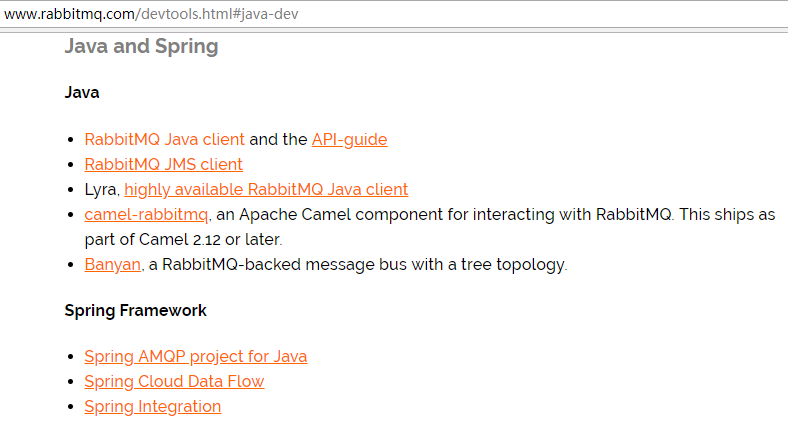 www.rabbitmq.com/devtools.html#java-dev
Java and Spring
Java
• RabbitMQ Java client and the API-guide
• RabbitMQ JMS client
• Lyra, highly available RabbitMQ Java client
• camel-rabbitmq, an Apache Camel component for interacting with RabbitMQ. This ships as
part of Camel 2.12 or later.
• Banyan, a RabbitMQ-backed message bus with a tree topology.
Spring Framework
• Spring AMQP project for Java
• Spring Cloud Data Flow
• Spring Integration